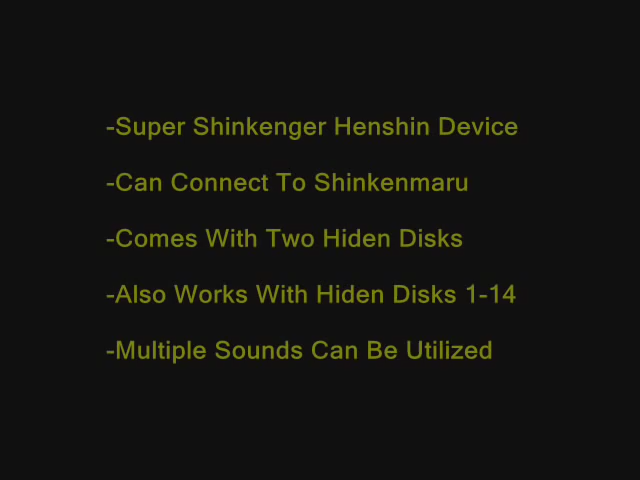 -Super Shinkenger Henshin Device
-Can Connect To Shinkenmaru
-Comes With Two Hiden Disks
-Also Works With Hiden Disks 1-14
-Multiple Sounds Can Be Utilized